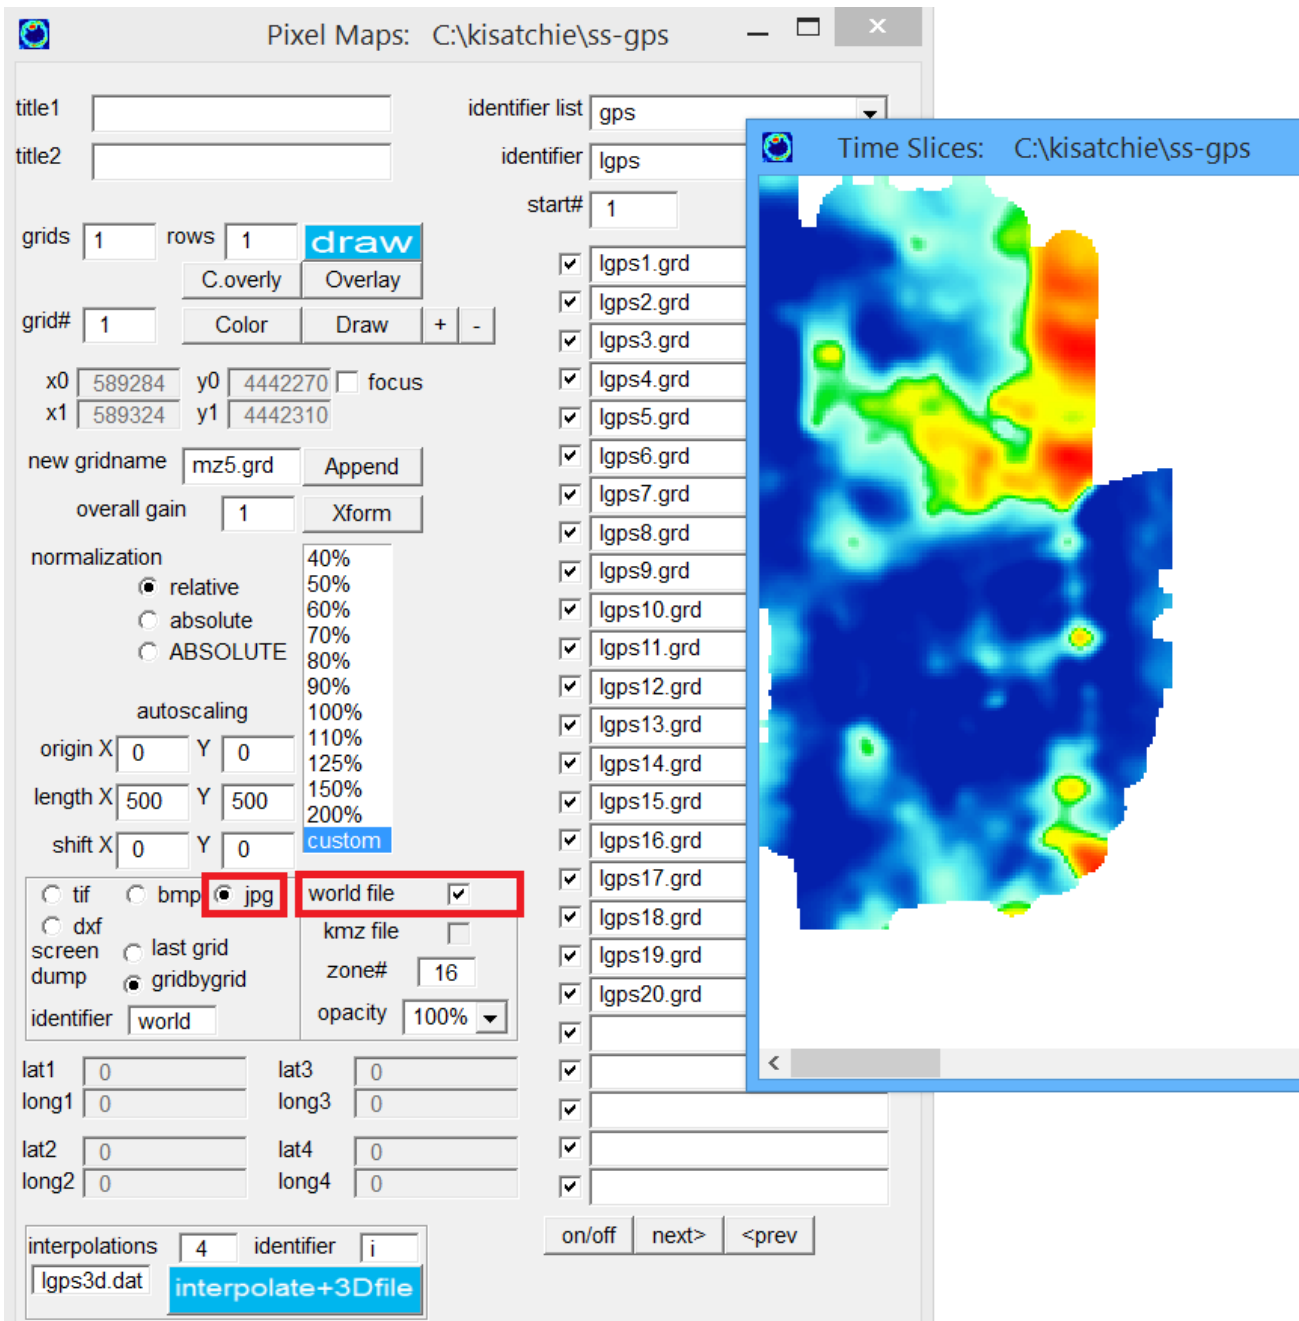 Pixel Maps: C:\kisatchie\ss-gps
title1
identifier list gps
title2
identifier lgps
start# 1
grids 1 rows 1 draw
C.overly Overlay
grid# 1 Color Draw + -
x0 589284 y0 4442270 focus
x1 589324 y1 4442310
new gridname mz5.grd Append
overall gain 1 Xform
normalization
relative
absolute
ABSOLUTE
40%
50%
60%
70%
80%
90%
100%
110%
125%
150%
200%
custom
autoscaling
origin X 0 Y 0
length X 500 Y 500
shift X 0 Y 0
tif bmp jpg
dxf
screen
dump
last grid
gridbygrid
identifier world
world file
kmz file
zone# 16
opacity 100%
lat1 0 lat3 0
long1 0 long3 0
lat2 0 lat4 0
long2 0 long4 0
interpolations 4 identifier i
lgps3d.dat interpolate+3Dfile
lgps1.grd
lgps2.grd
lgps3.grd
lgps4.grd
lgps5.grd
lgps6.grd
lgps7.grd
lgps8.grd
lgps9.grd
lgps10.grd
lgps11.grd
lgps12.grd
lgps13.grd
lgps14.grd
lgps15.grd
lgps16.grd
lgps17.grd
lgps18.grd
lgps19.grd
lgps20.grd
on/off next> <prev
Time Slices: C:\kisatchie\ss-gps